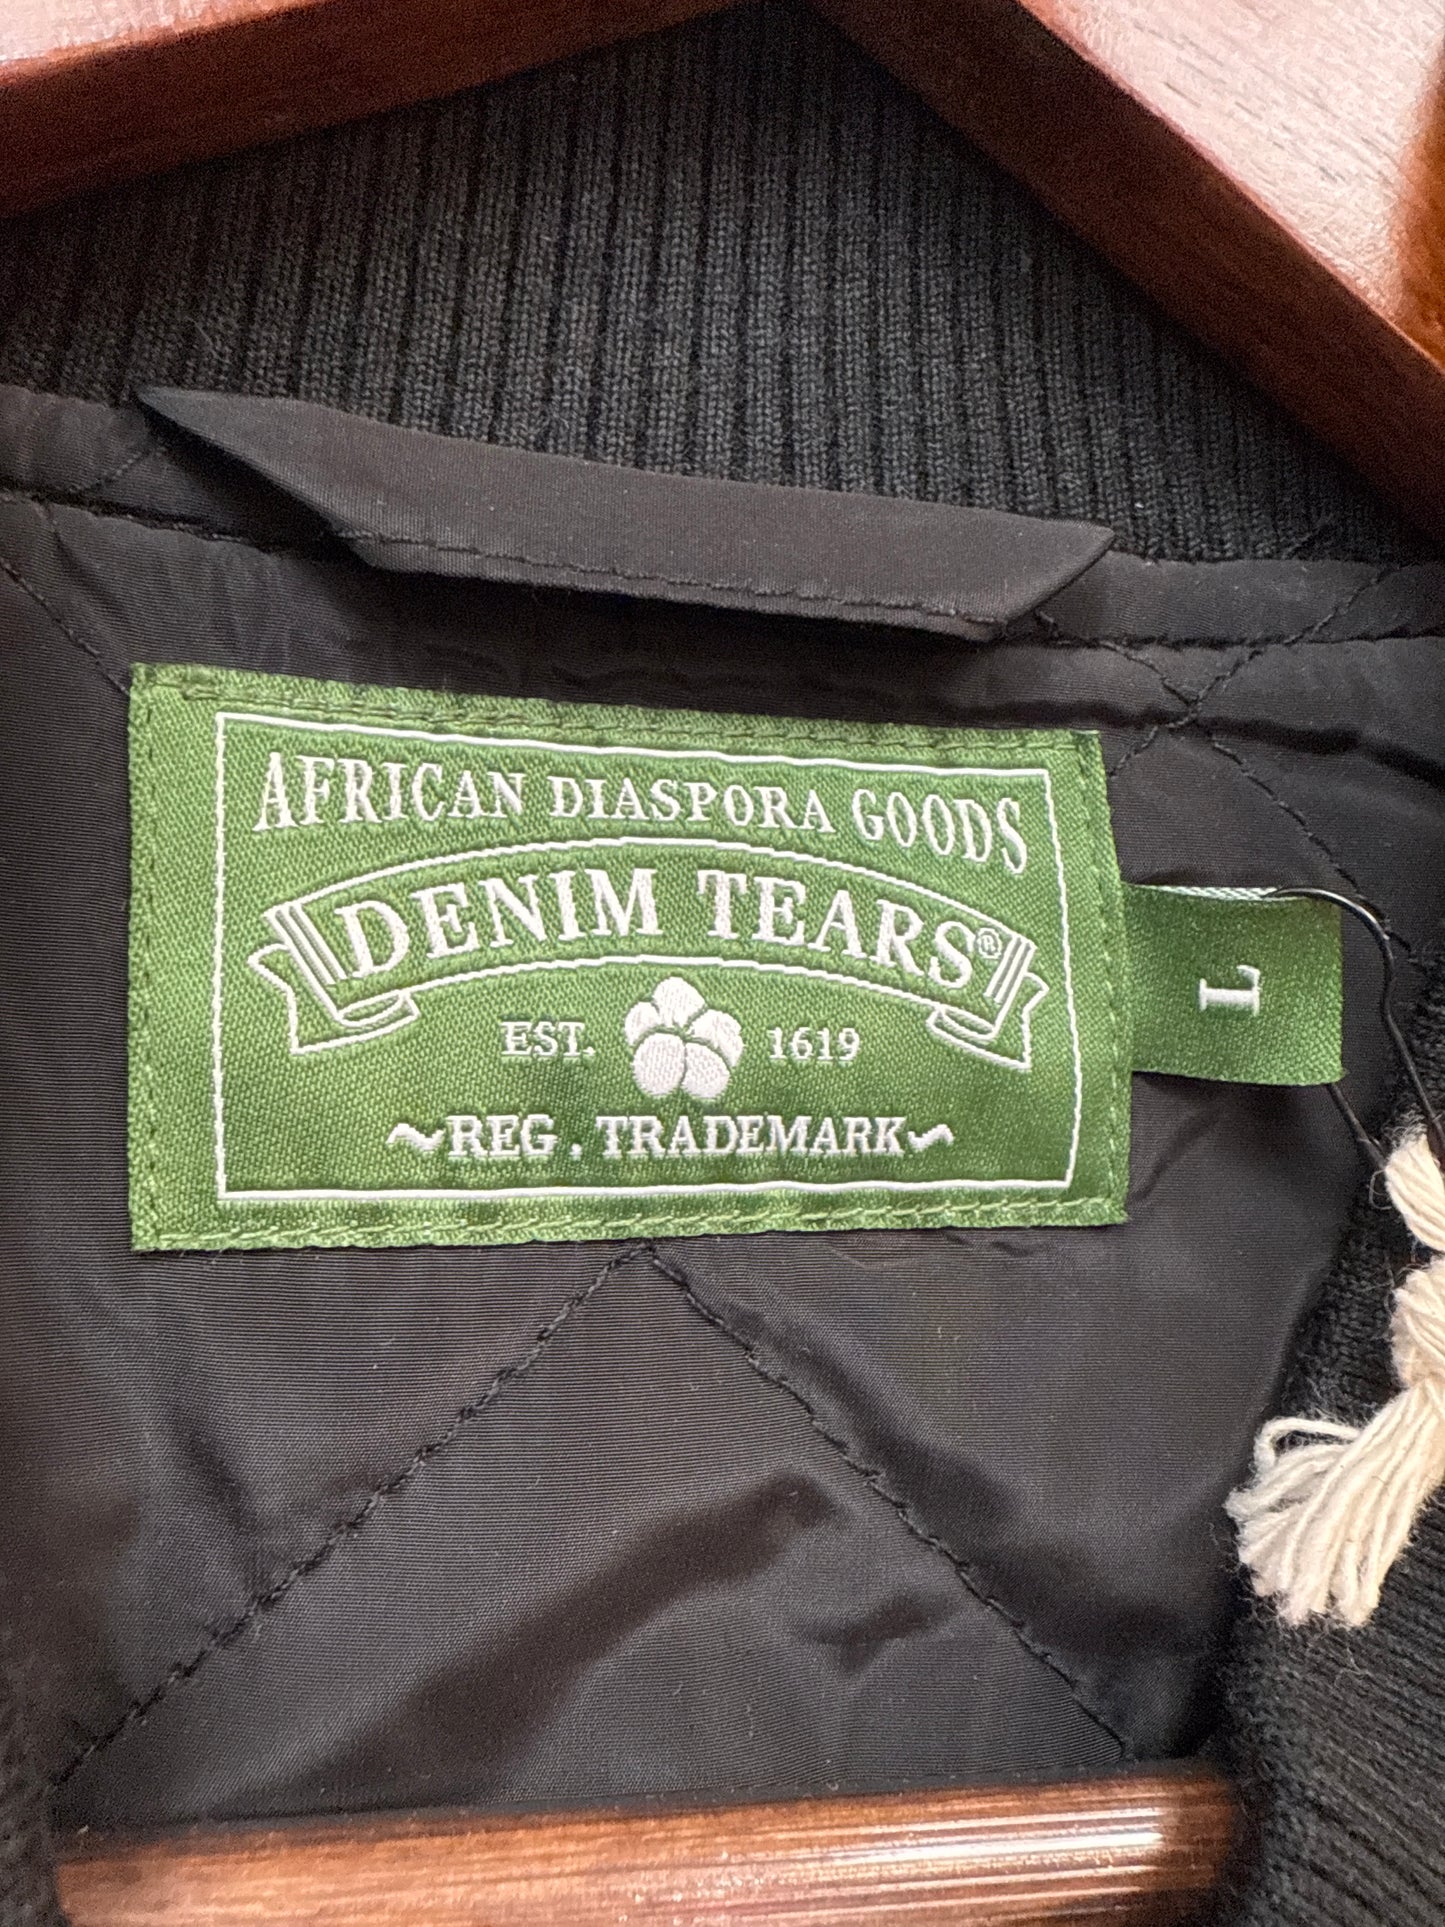 AFRICAN DIASPORA GOODS
DENIM TEARS®
EST. 1619
~REG. TRADEMARK~
L